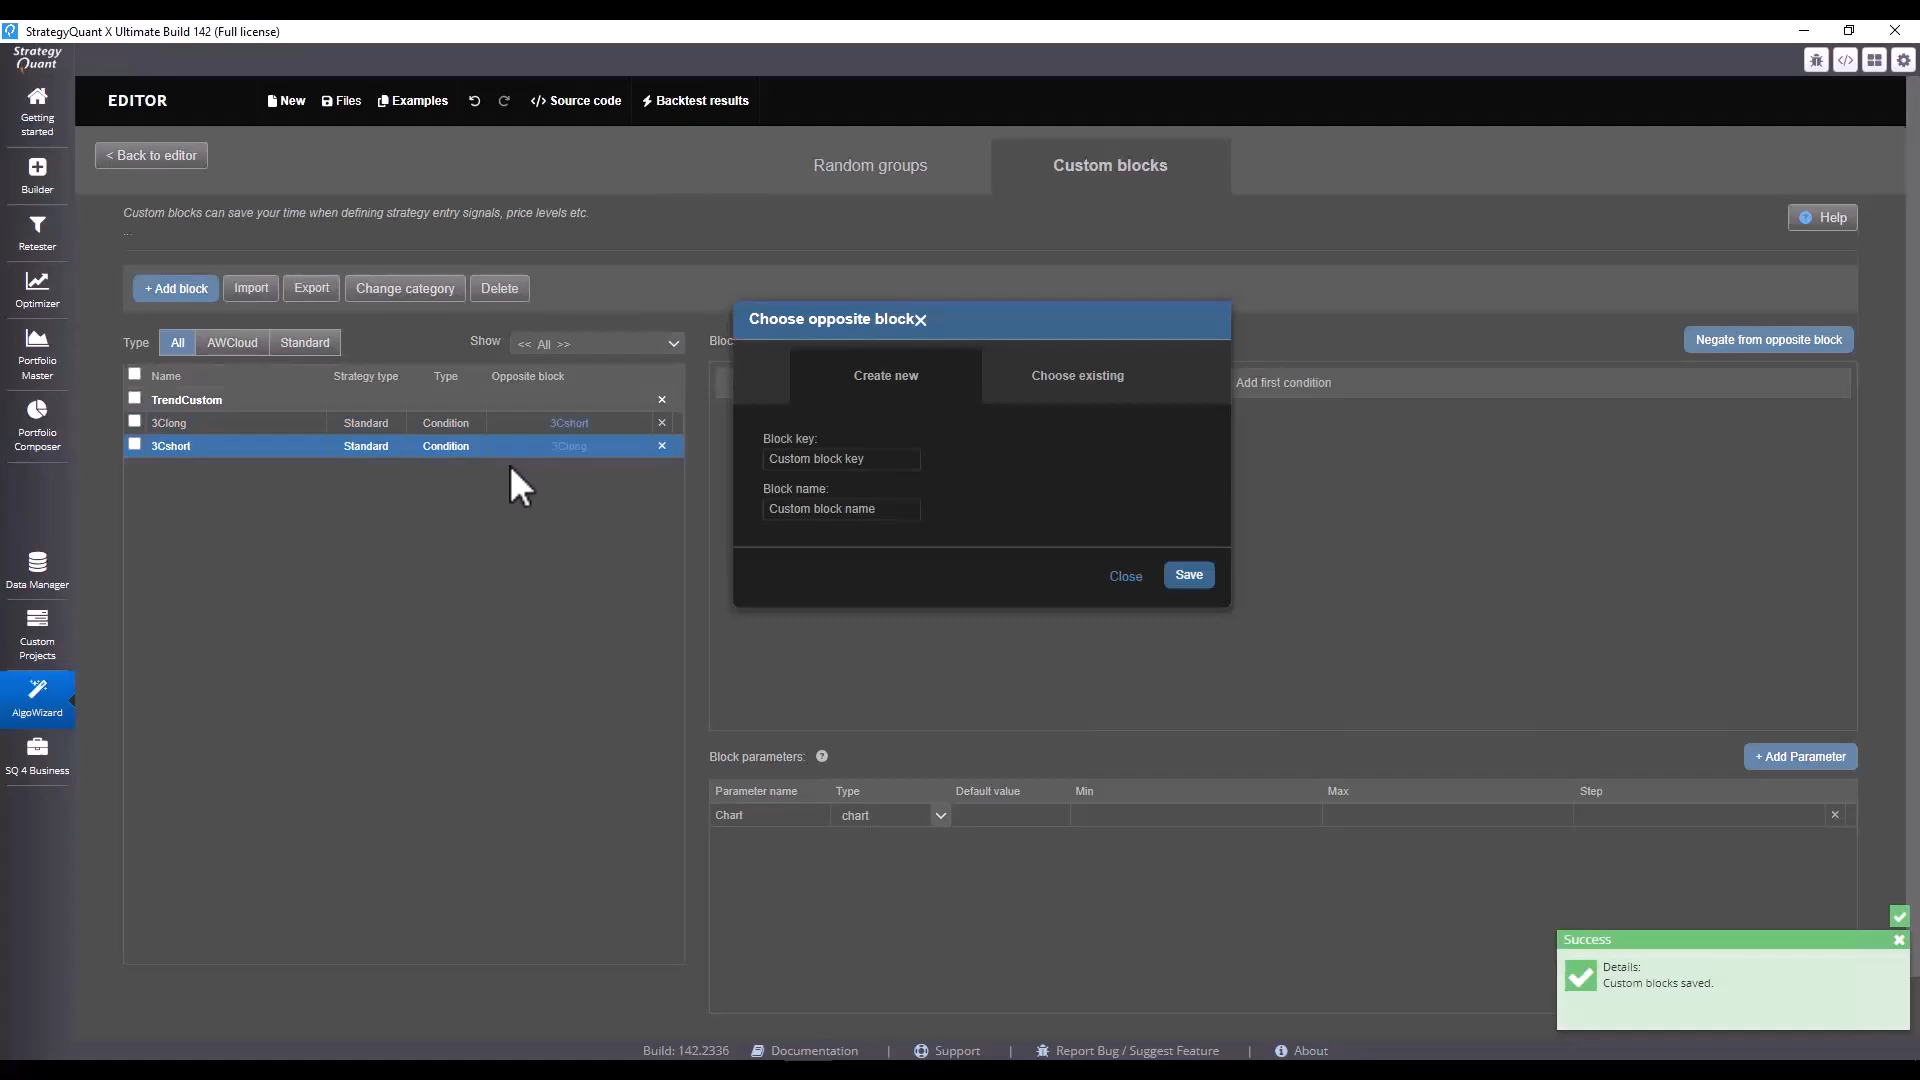 StrategyQuant X Ultimate Build 142 (Full license)
Strategy
Quant
Getting
started
Builder
Retester
Optimizer
Portfolio
Master
Portfolio
Composer
Data Manager
Custom
Projects
AlgoWizard
SQ 4 Business
EDITOR
New
Files
Examples
</> Source code
Backtest results
< Back to editor
Random groups
Custom blocks
Custom blocks can save your time when defining strategy entry signals, price levels etc.
...
Help
+ Add block
Import
Export
Change category
Delete
Type
All
AWCloud
Standard
Show
<< All >>
Name
Strategy type
Type
Opposite block
TrendCustom
3Clong
Standard
Condition
3Cshort
3Cshort
Standard
Condition
3Clong
Choose opposite block
Create new
Choose existing
Block key:
Custom block key
Block name:
Custom block name
Close
Save
Negate from opposite block
Add first condition
Block parameters:
+ Add Parameter
Parameter name
Type
Default value
Min
Max
Step
Chart
chart
Success
Details:
Custom blocks saved.
Build: 142.2336
Documentation
|
Support
|
Report Bug / Suggest Feature
|
About